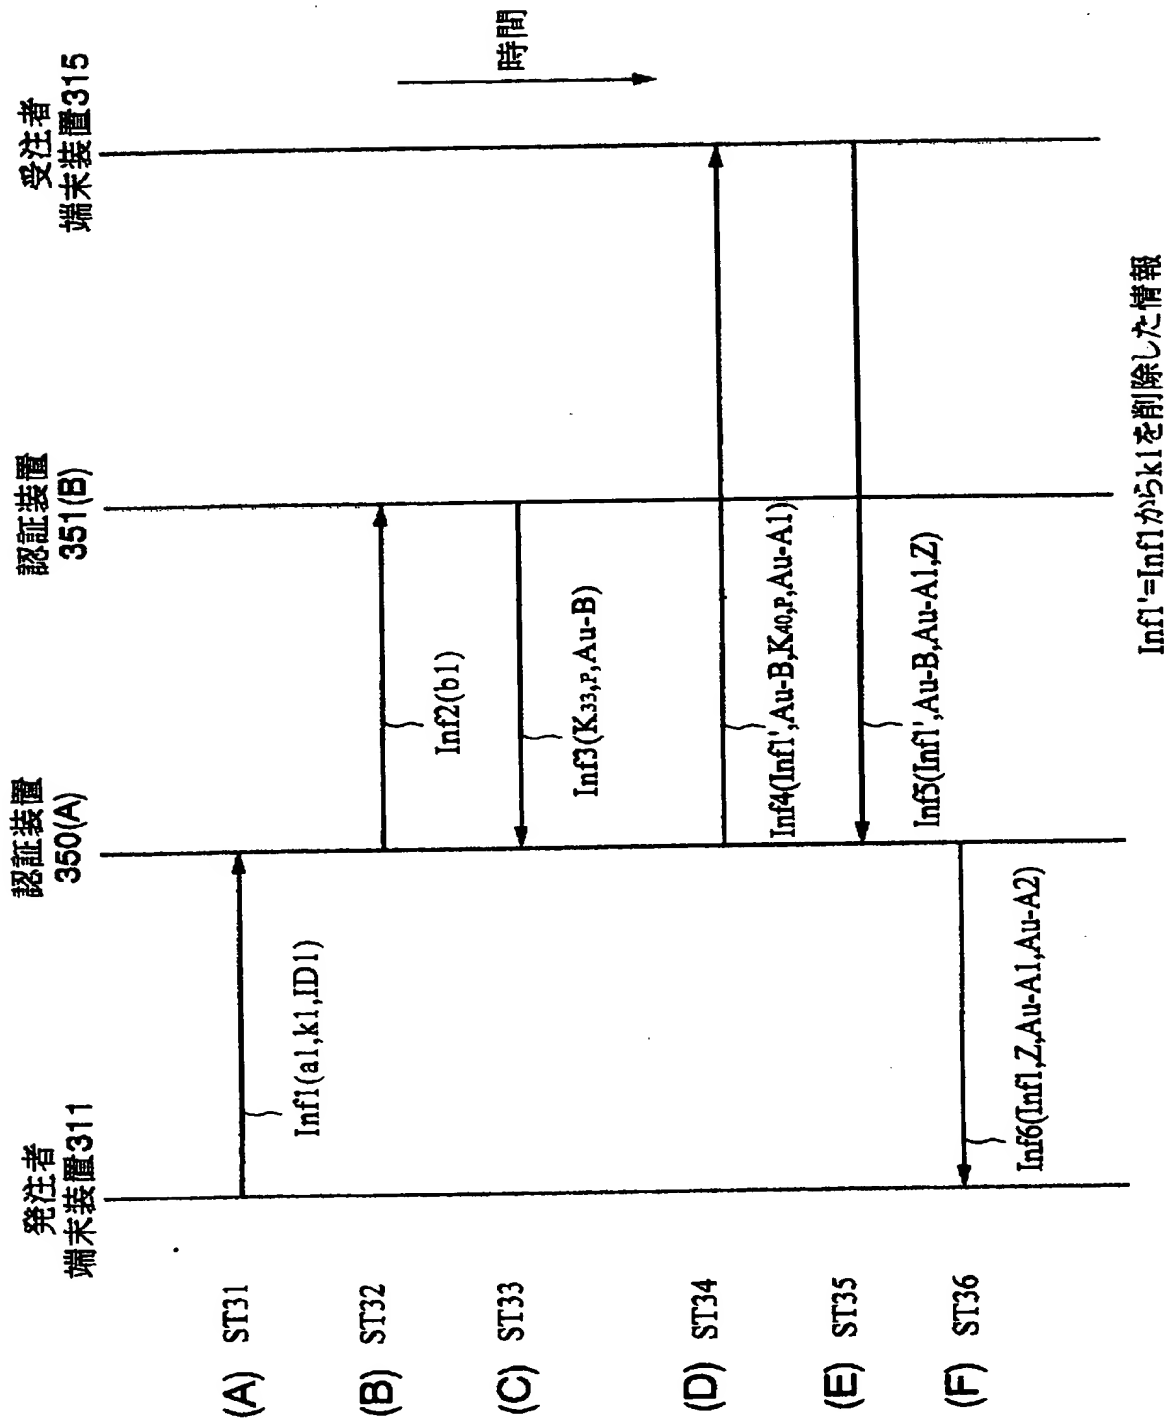 発注者
端末装置311
認証装置
350(A)
認証装置
351(B)
受注者
端末装置315
時間
(A) ST31
Inf1(a1,k1,ID1)
(B) ST32
Inf2(b1)
(C) ST33
Inf3(K33,P,Au-B)
(D) ST34
Inf4(Inf1',Au-B,K40,P,Au-A1)
(E) ST35
Inf5(Inf1',Au-B,Au-A1,Z)
(F) ST36
Inf6(Inf1,Z,Au-A1,Au-A2)
Inf1'=Inf1からk1を削除した情報